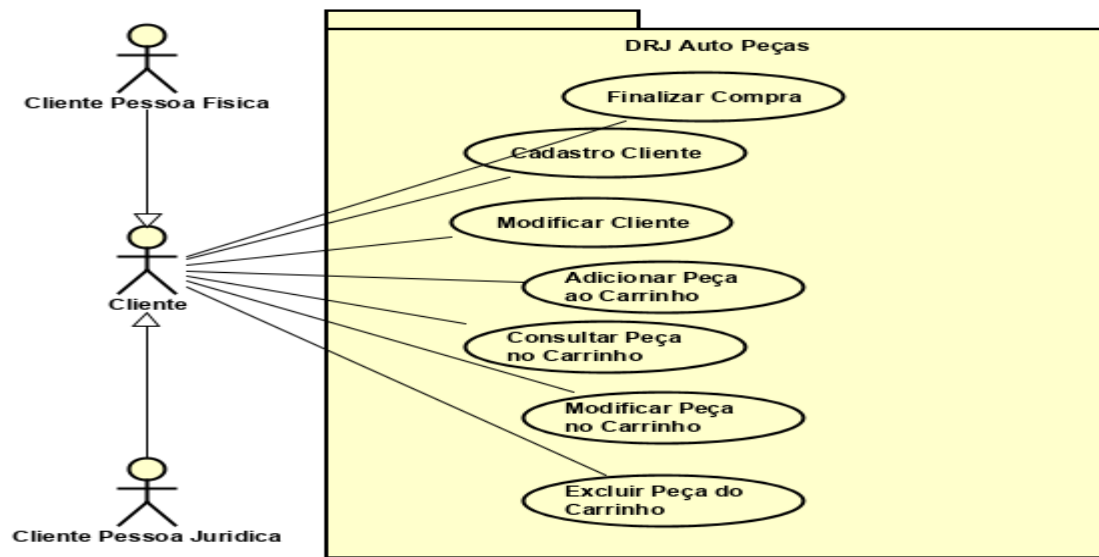 DRJ Auto Peças
Cliente Pessoa Fisica
Finalizar Compra
Cadastro Cliente
Modificar Cliente
Cliente
Adicionar Peça
ao Carrinho
Consultar Peça
no Carrinho
Modificar Peça
no Carrinho
Excluir Peça do
Carrinho
Cliente Pessoa Juridica